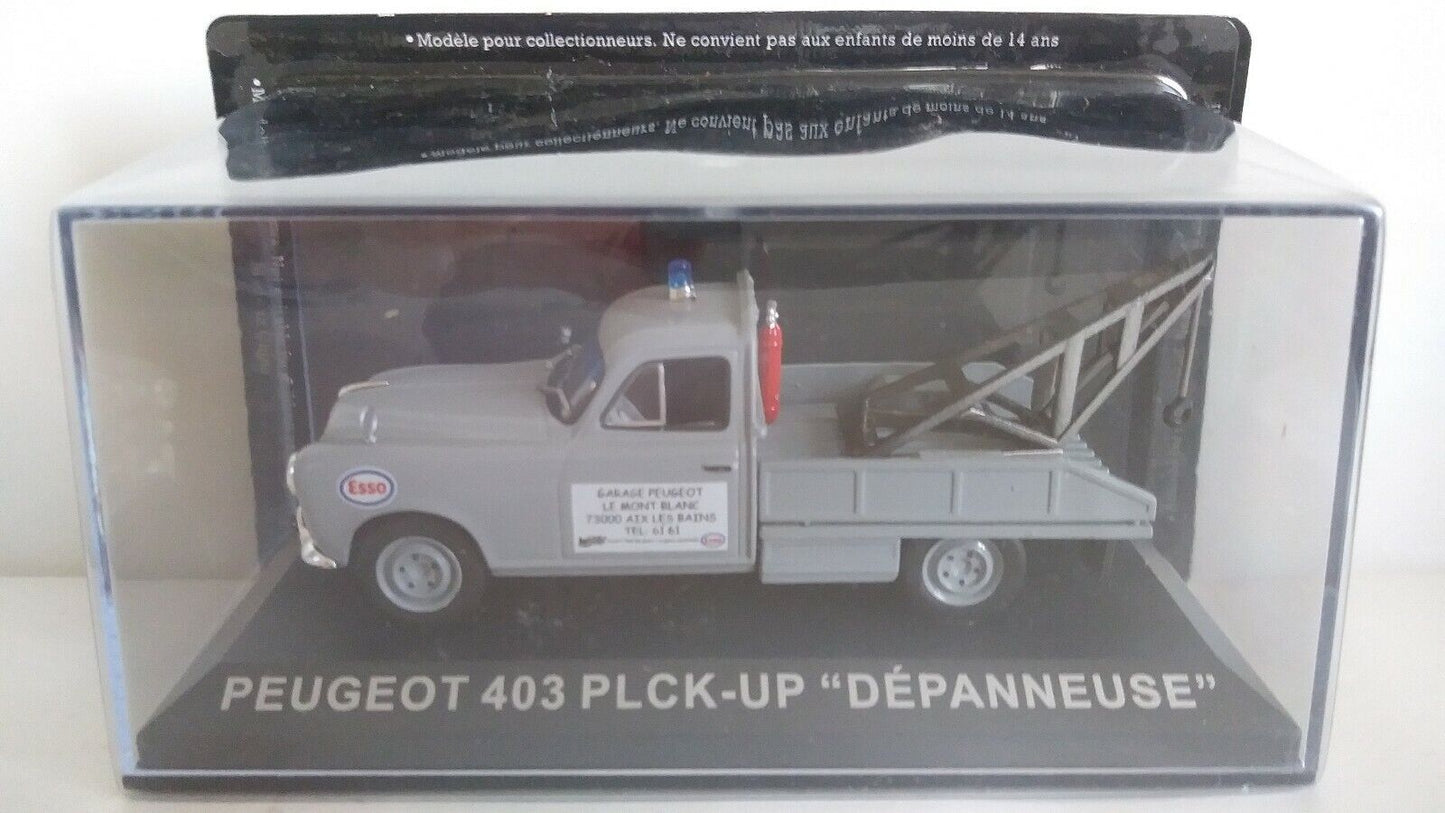 •Modèle pour collectionneurs. Ne convient pas aux enfants de moins de 14 ans
Esso
GARAGE PEUGEOT
LE MONT BLANC
73000 AIX LES BAINS
TEL: 61 61
Esso
PEUGEOT 403 PLCK-UP “DÉPANNEUSE”